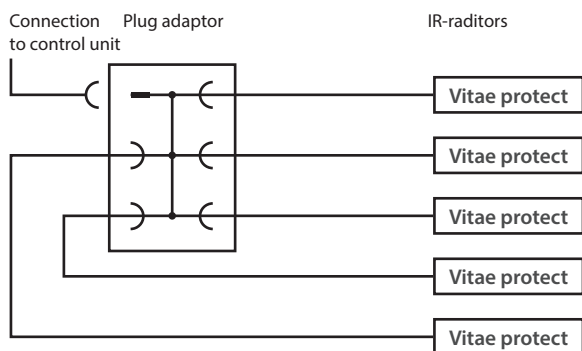 Connection
to control unit
Plug adaptor
IR-raditors
Vitae protect
Vitae protect
Vitae protect
Vitae protect
Vitae protect